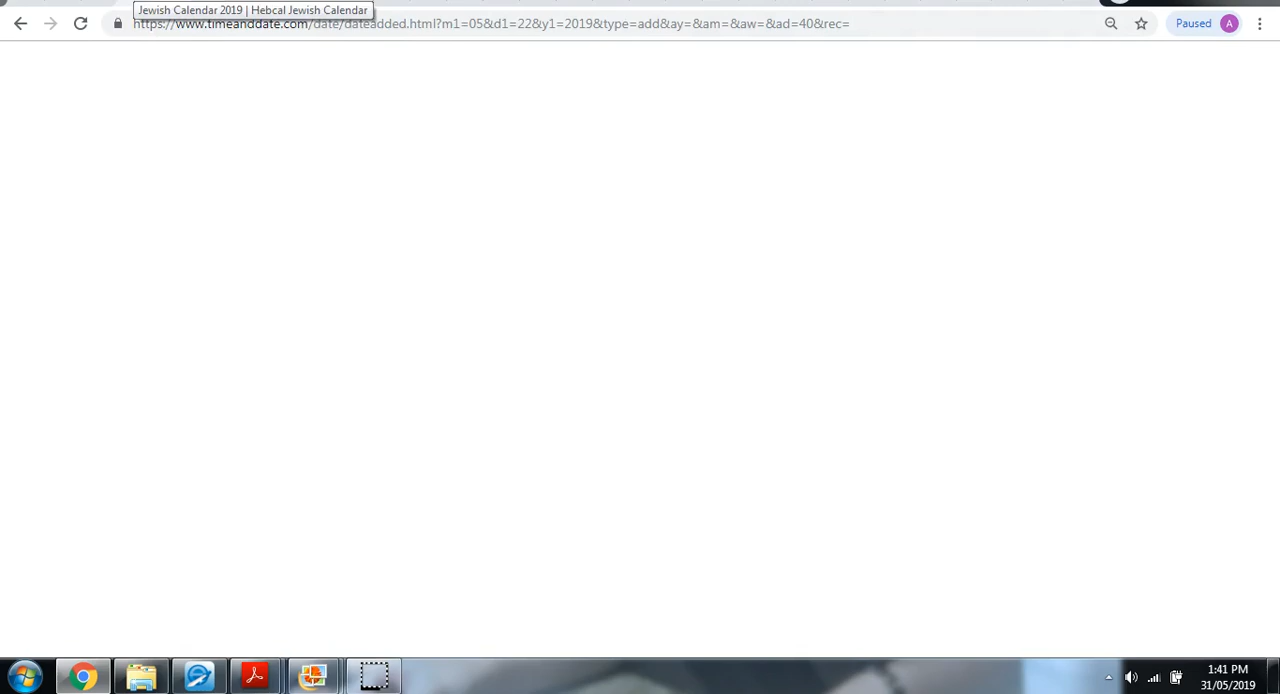 Jewish Calendar 2019 | Hebcal Jewish Calendar
https://www.timeanddate.com/date/dateadded.html?m1=05&d1=22&y1=2019&type=add&ay=&am=&aw=&ad=40&rec=
Paused A
1:41 PM
31/05/2019